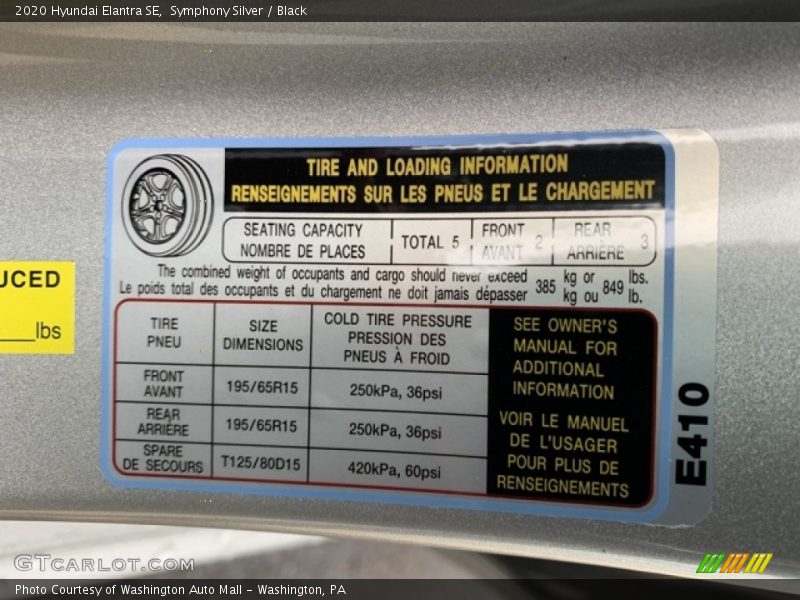 2020 Hyundai Elantra SE, Symphony Silver / Black
TIRE AND LOADING INFORMATION
RENSEIGNEMENTS SUR LES PNEUS ET LE CHARGEMENT
SEATING CAPACITY
NOMBRE DE PLACES
TOTAL 5
FRONT
AVANT 2
REAR
ARRIÈRE 3
The combined weight of occupants and cargo should never exceed
Le poids total des occupants et du chargement ne doit jamais dépasser
385 kg or 849 lbs.
kg ou lb.
UCED
lbs
TIRE
PNEU
SIZE
DIMENSIONS
COLD TIRE PRESSURE
PRESSION DES
PNEUS À FROID
FRONT
AVANT
195/65R15
250kPa, 36psi
REAR
ARRIÈRE
195/65R15
250kPa, 36psi
SPARE
DE SECOURS
T125/80D15
420kPa, 60psi
SEE OWNER'S
MANUAL FOR
ADDITIONAL
INFORMATION
VOIR LE MANUEL
DE L'USAGER
POUR PLUS DE
RENSEIGNEMENTS
E410
GTCARLOT.COM
Photo Courtesy of Washington Auto Mall - Washington, PA